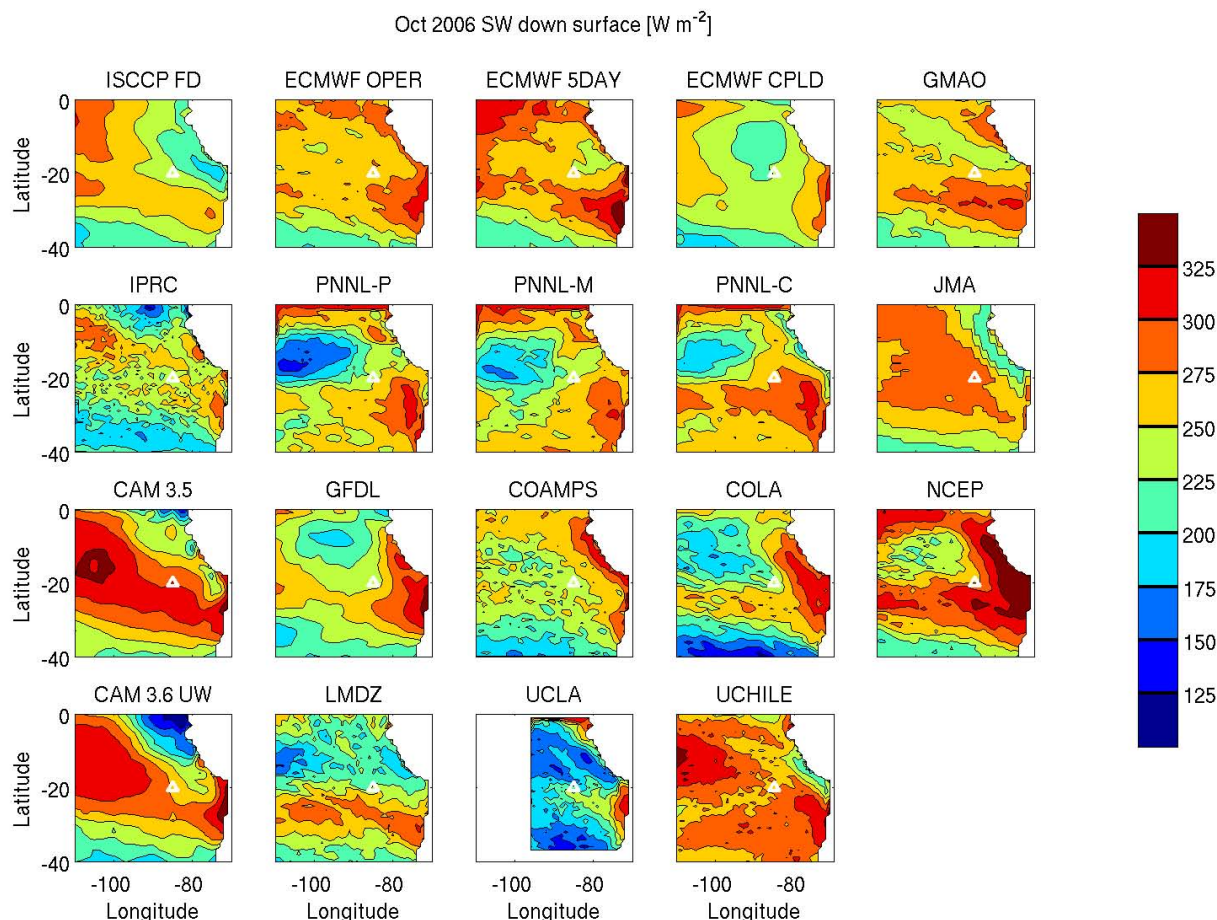 Oct 2006 SW down surface [W m⁻²]
ISCCP FD ECMWF OPER ECMWF 5DAY ECMWF CPLD GMAO
0
Latitude
-20
-40
IPRC PNNL-P PNNL-M PNNL-C JMA
0
Latitude
-20
-40
CAM 3.5 GFDL COAMPS COLA NCEP
0
Latitude
-20
-40
CAM 3.6 UW LMDZ UCLA UCHILE
0
Latitude
-20
-40
-100 -80 -100 -80 -100 -80 -100 -80
Longitude Longitude Longitude Longitude
325
300
275
250
225
200
175
150
125